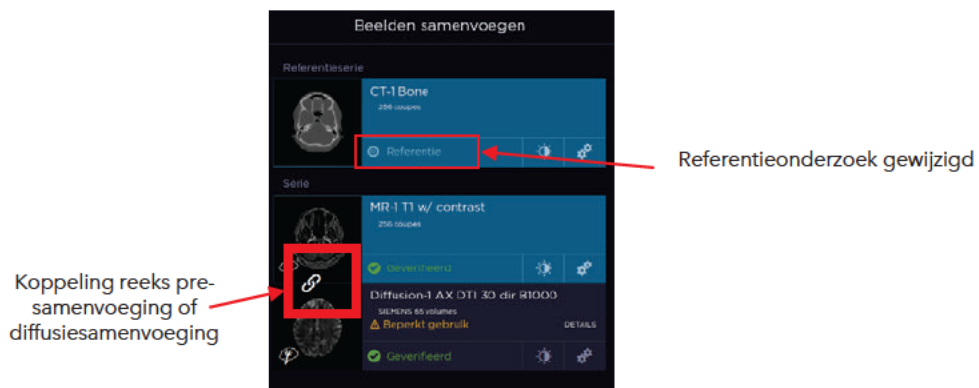 Beelden samenvoegen
Referentieserie
CT-1 Bone
256 coupes
Referentie
Referentieonderzoek gewijzigd
Série
MR-1 T1 w/ contrast
256 coupes
Geverifieerd
Koppeling reeks pre-
samenvoeging of
diffusiesamenvoeging
Diffusion-1 AX DTI 30 dir B1000
SIEMENS 65 volumes
Beperkt gebruik
DETAILS
Geverifieerd